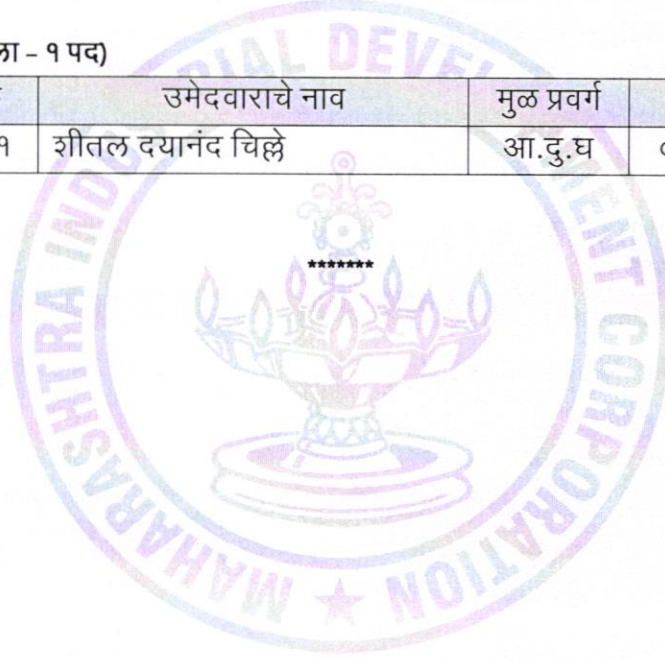 – १ पद)
उमेदवाराचे नाव मुळ प्रवर्ग
१ शीतल दयानंद चिल्ले आ.दु.घ
*******
MAHARASHTRA INDUSTRIAL DEVELOPMENT CORPORATION